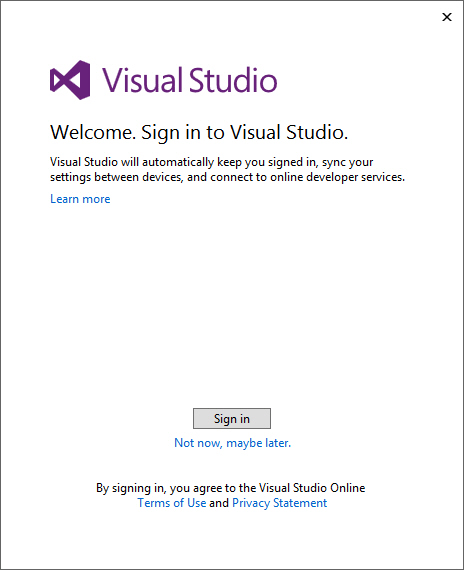 Visual Studio
Welcome. Sign in to Visual Studio.
Visual Studio will automatically keep you signed in, sync your
settings between devices, and connect to online developer services.
Learn more
Sign in
Not now, maybe later.
By signing in, you agree to the Visual Studio Online
Terms of Use and Privacy Statement